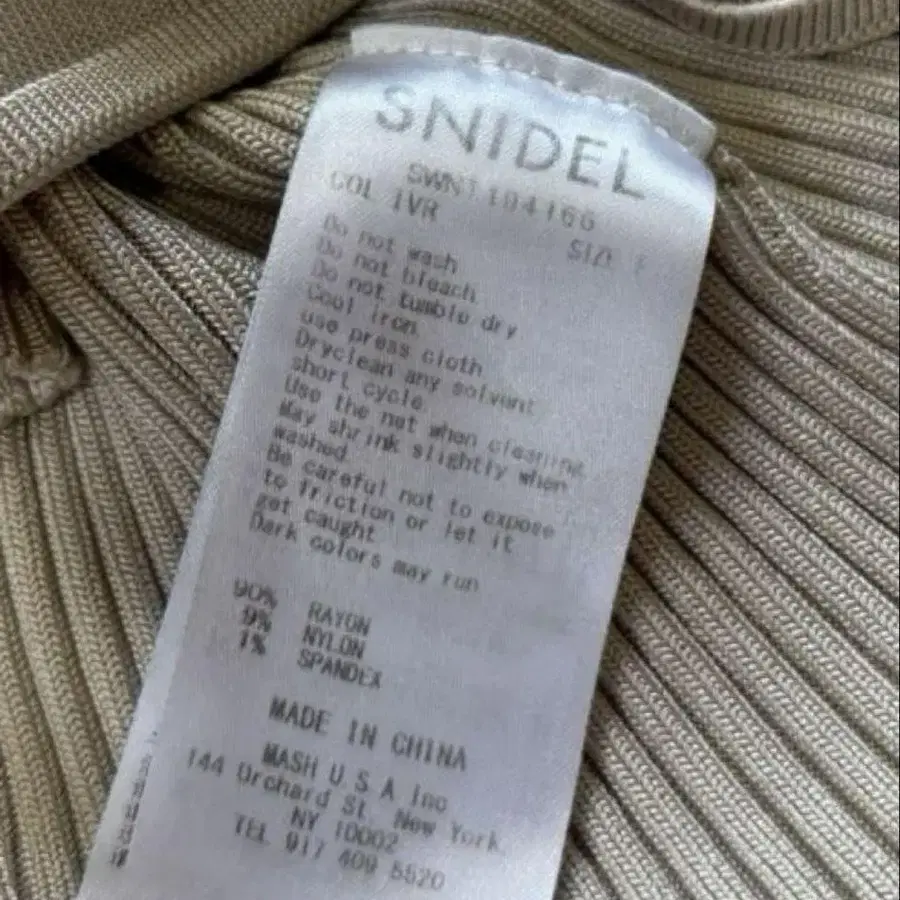 SNIDEL
SWNT194166
COL IVR
SIZE F
Do not wash
Do not bleach
Do not tumble dry
Cool iron
use press cloth
Dryclean any solvent
short cycle
Use the net when cleaning
May shrink slightly when
washed
Be careful not to expose
to friction or let it
get caught
Dark colors may run
90% RAYON
9% NYLON
1% SPANDEX
MADE IN CHINA
MASH U.S.A Inc
144 Orchard St. New York
NY 10002
TEL 917 409 5520